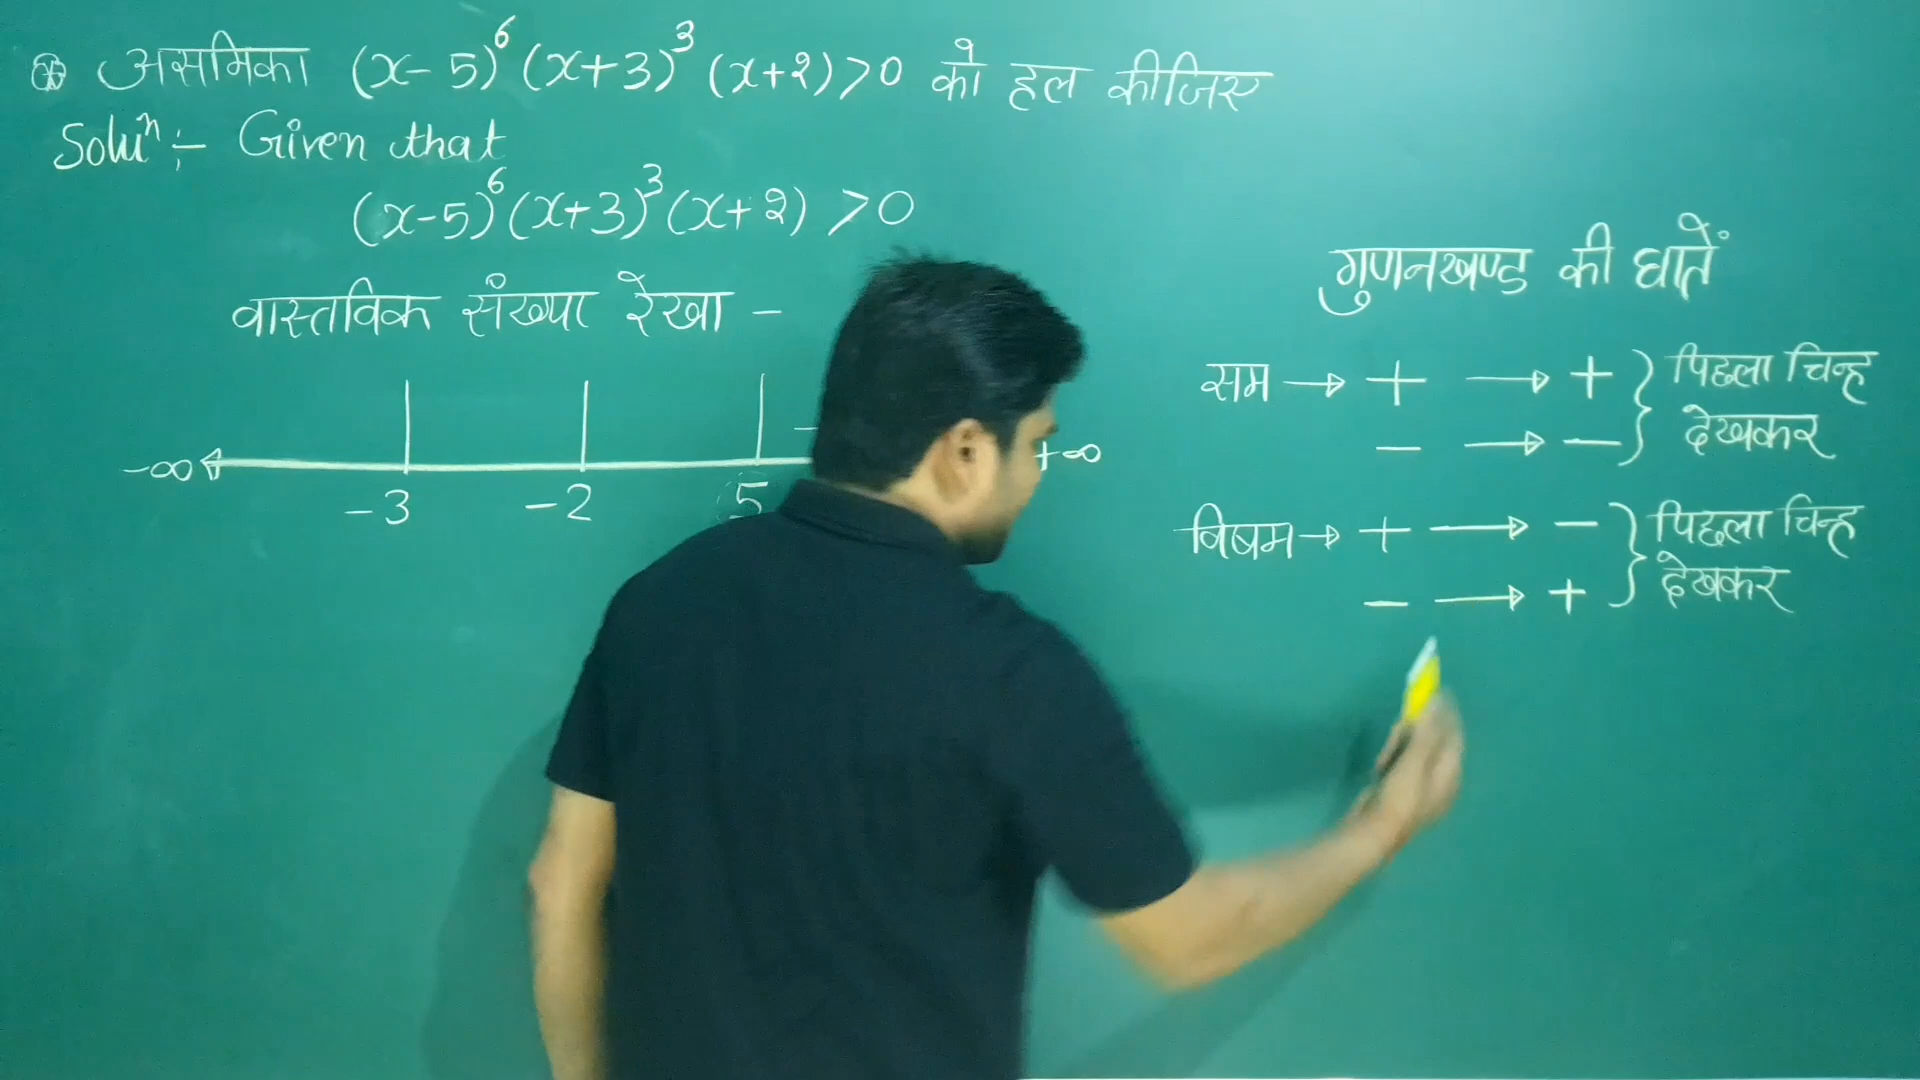 असमिका (x-5)⁶(x+3)³(x+2)>0 को हल कीजिए
Soluⁿ :- Given that
(x-5)⁶(x+3)³(x+2)>0
वास्तविक संख्या रेखा -
-∞ +∞
-3 -2 5
गुणनखण्ड की घातें
सम → + → + } पिछला चिन्ह
- → - देखकर
विषम → + → - } पिछला चिन्ह
- → + देखकर